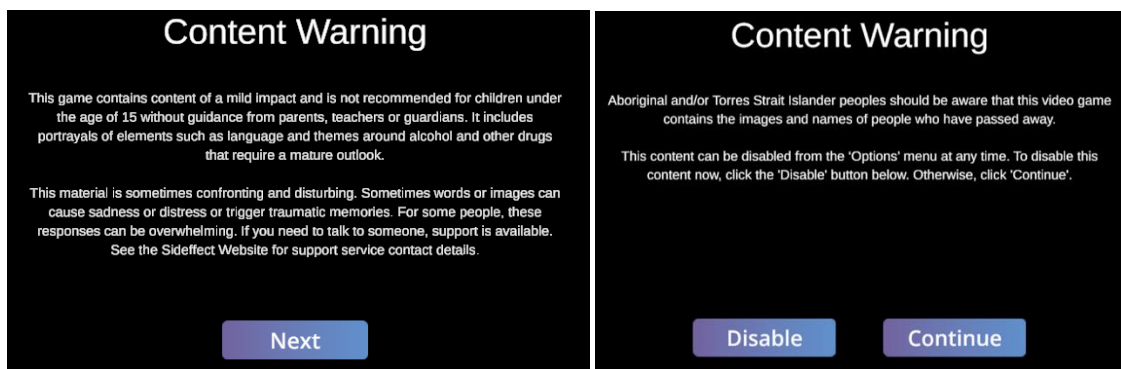 Content Warning
This game contains content of a mild impact and is not recommended for children under
the age of 15 without guidance from parents, teachers or guardians. It includes
portrayals of elements such as language and themes around alcohol and other drugs
that require a mature outlook.
This material is sometimes confronting and disturbing. Sometimes words or images can
cause sadness or distress or trigger traumatic memories. For some people, these
responses can be overwhelming. If you need to talk to someone, support is available.
See the Sideffect Website for support service contact details.
Next
Content Warning
Aboriginal and/or Torres Strait Islander peoples should be aware that this video game
contains the images and names of people who have passed away.
This content can be disabled from the 'Options' menu at any time. To disable this
content now, click the 'Disable' button below. Otherwise, click 'Continue'.
Disable
Continue